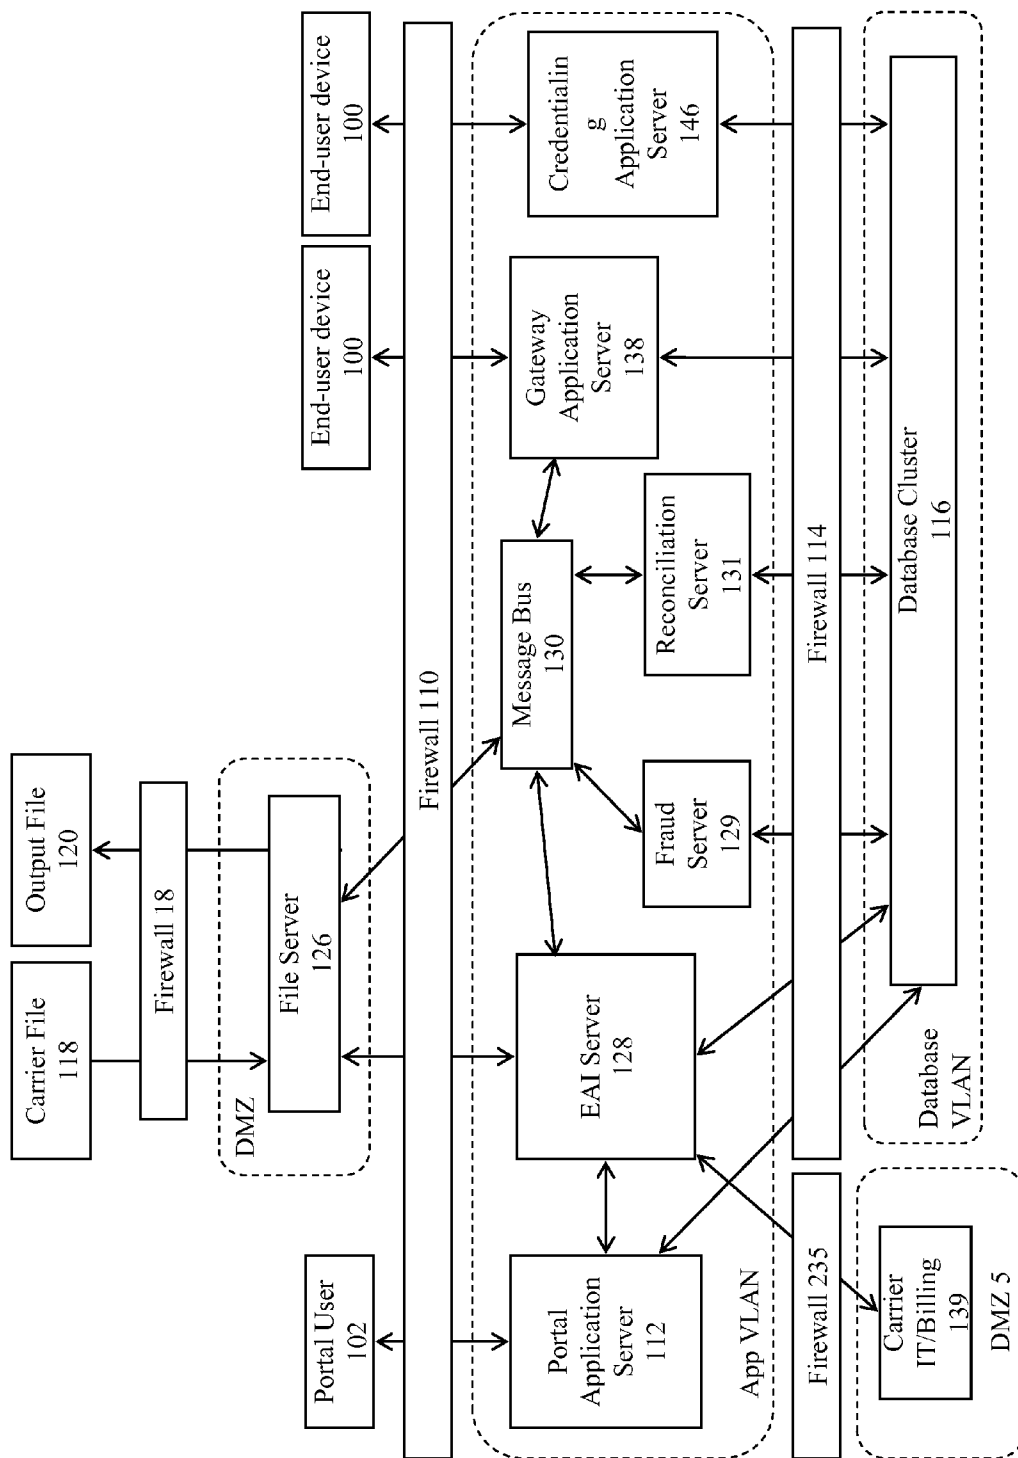 Carrier File
118
Output File
120
Firewall 18
DMZ
File Server
126
Portal User
102
End-user device
100
End-user device
100
Firewall 110
Portal
Application
Server
112
EAI Server
128
Message Bus
130
Fraud
Server
129
Reconciliation
Server
131
Gateway
Application
Server
138
Credentialin
g
Application
Server
146
App VLAN
Firewall 235
Firewall 114
Carrier
IT/Billing
139
DMZ 5
Database
VLAN
Database Cluster
116